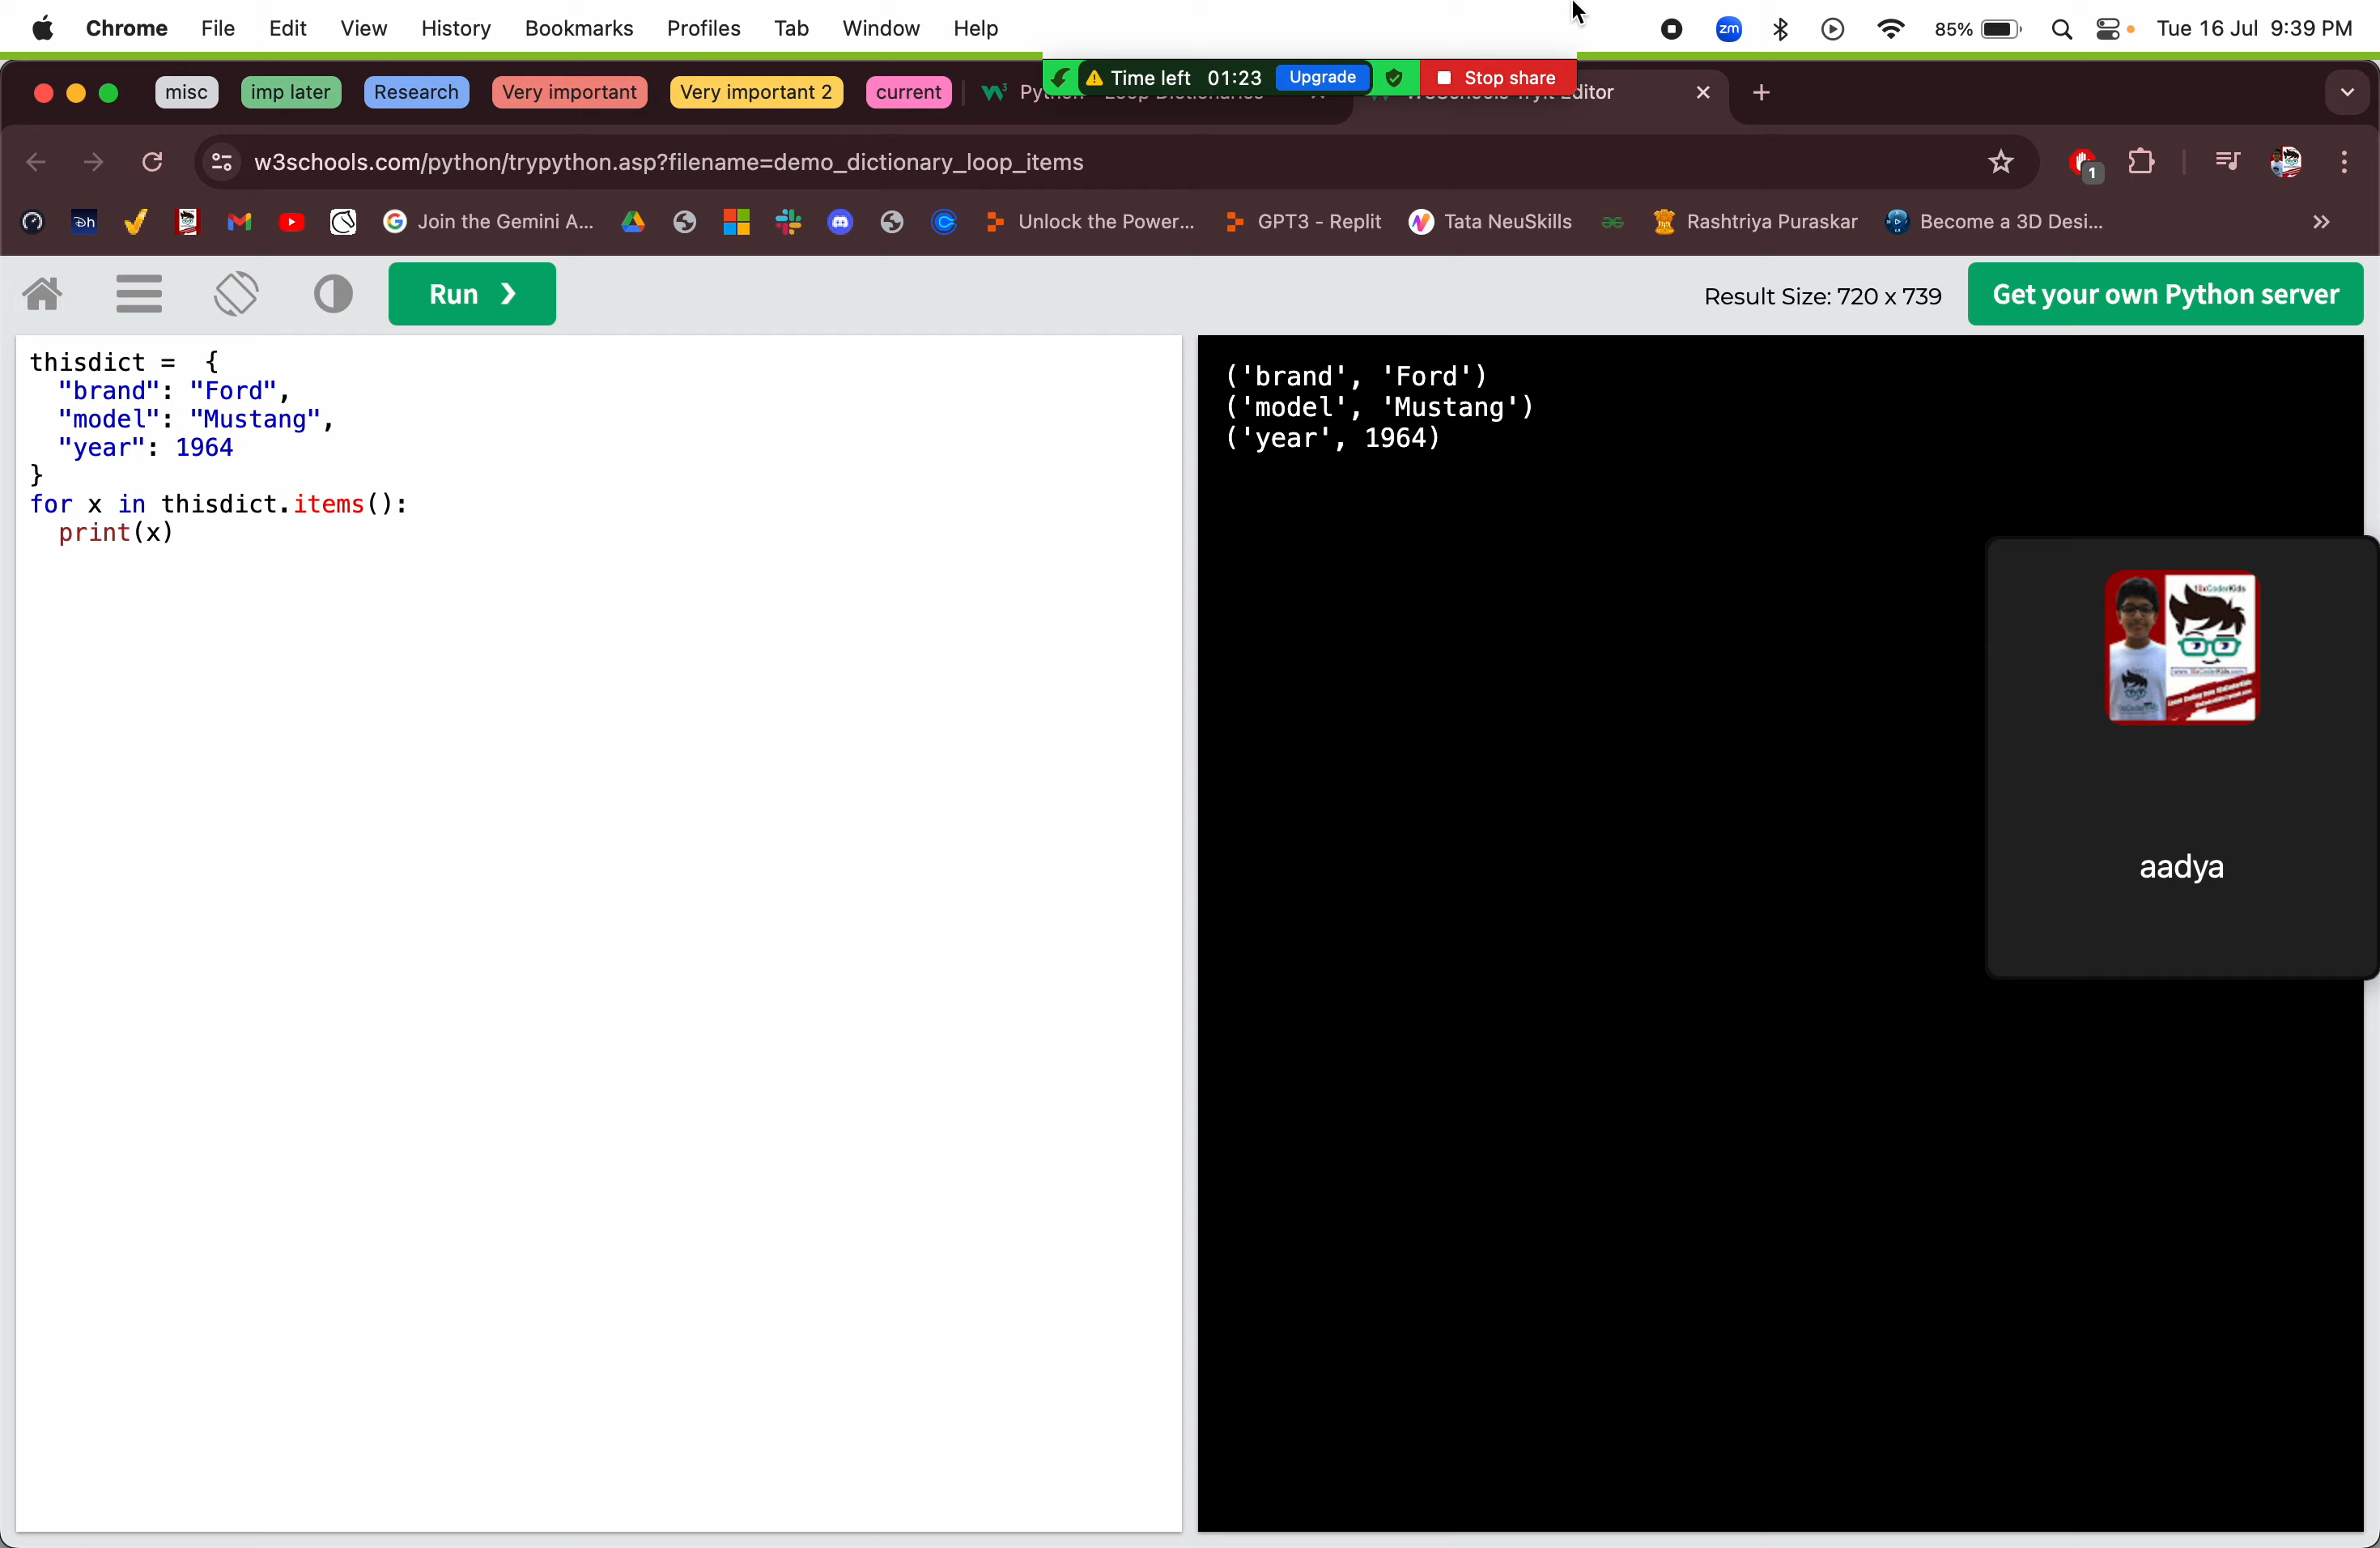 Chrome File Edit View History Bookmarks Profiles Tab Window Help
zm 85% Tue 16 Jul 9:39 PM
misc imp later Research Very important Very important 2 current
Time left 01:23 Upgrade Stop share
w3schools.com/python/trypython.asp?filename=demo_dictionary_loop_items
1
Join the Gemini A... Unlock the Power... GPT3 - Replit Tata NeuSkills Rashtriya Puraskar Become a 3D Desi...
Run ❯ Result Size: 720 x 739 Get your own Python server
thisdict = {
"brand": "Ford",
"model": "Mustang",
"year": 1964
}
for x in thisdict.items():
print(x)
('brand', 'Ford')
('model', 'Mustang')
('year', 1964)
aadya